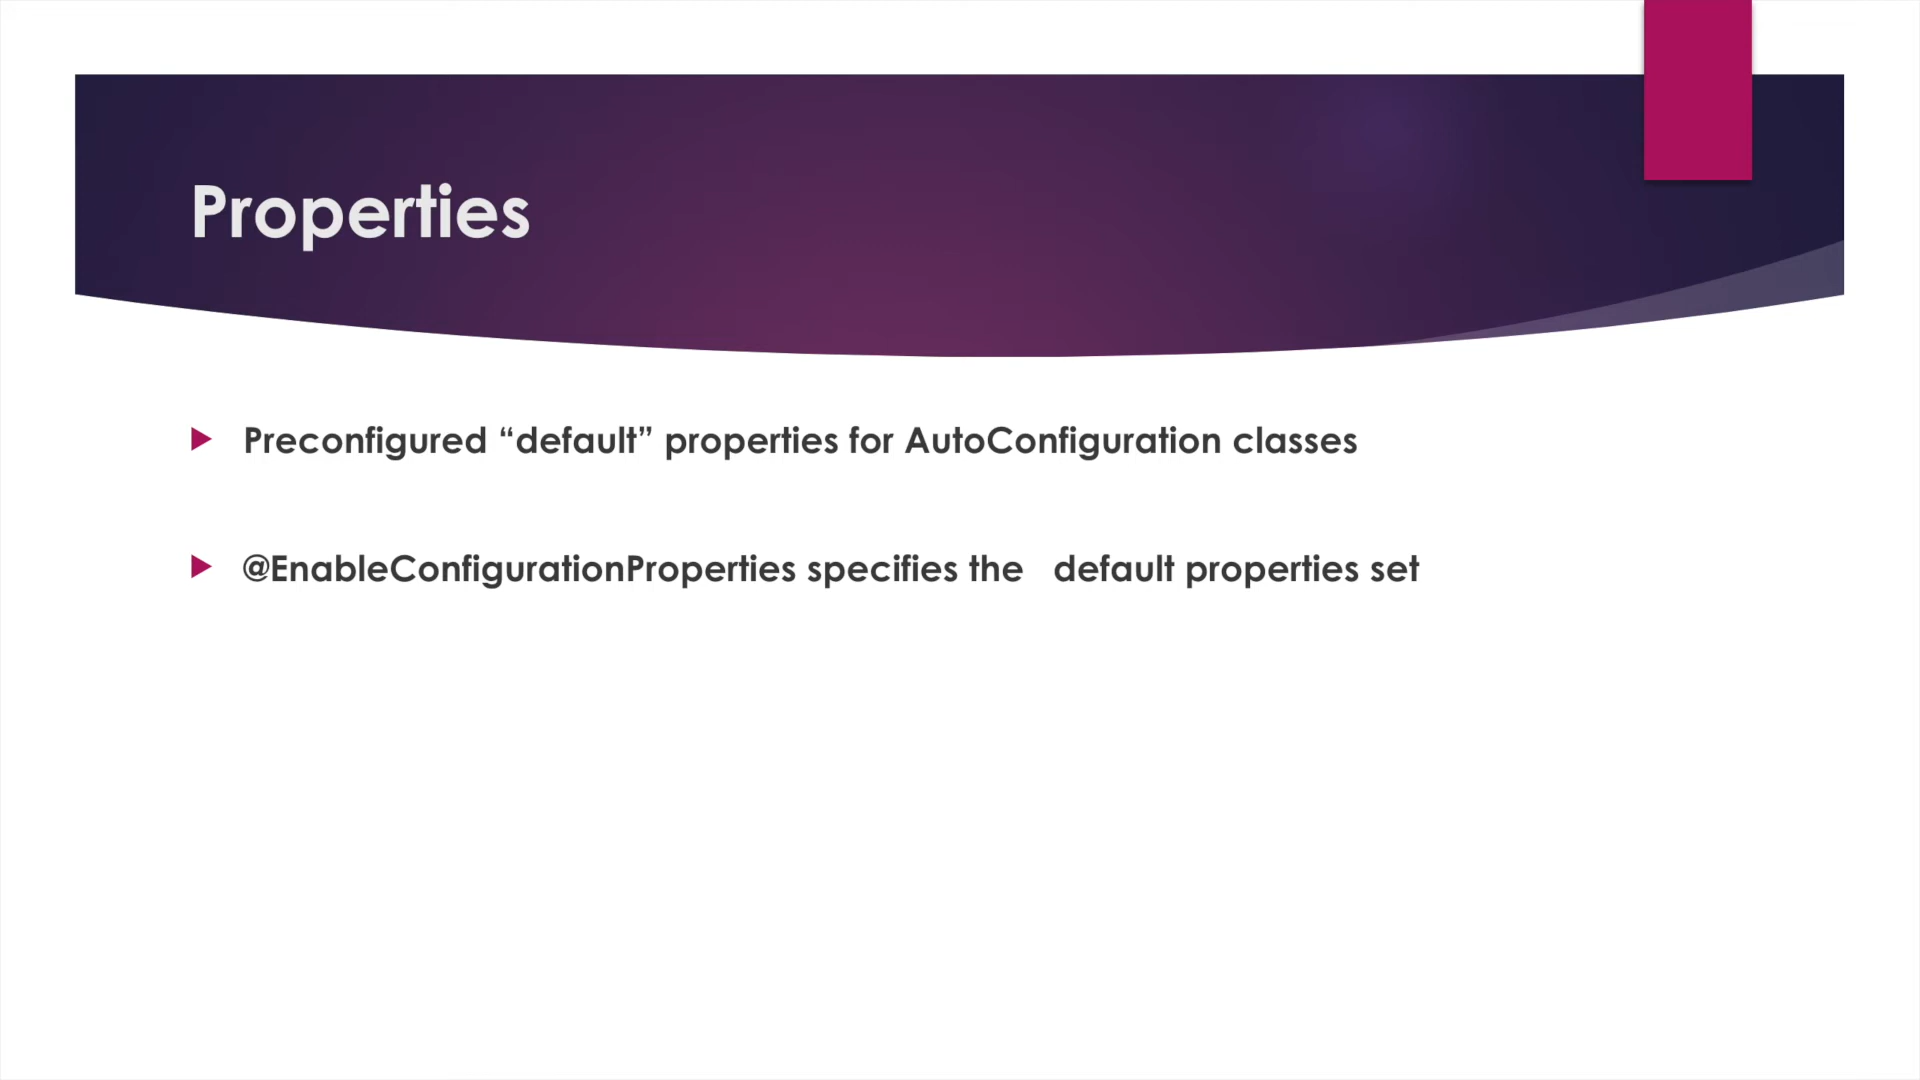 Properties
Preconfigured “default” properties for AutoConfiguration classes
@EnableConfigurationProperties specifies the   default properties set